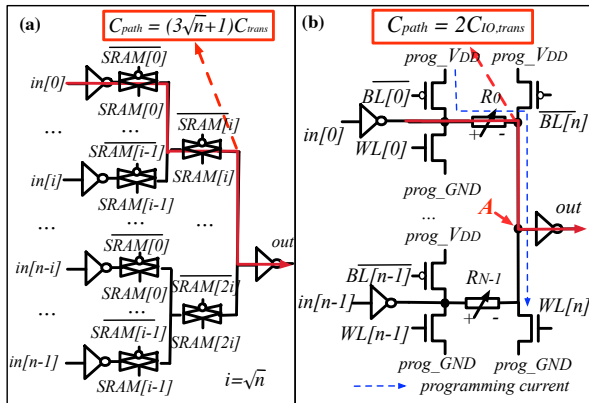 (a)
C_path = (3√n+1)C_trans
SRAM[0]
in[0]
SRAM[0]
...
...
SRAM[i]
SRAM[i-1]
in[i]
SRAM[i]
SRAM[i-1]
...
...
SRAM[0]
out
in[n-i]
SRAM[0]
SRAM[2i]
...
...
SRAM[i-1]
SRAM[2i]
in[n-1]
SRAM[i-1]
i=√n
(b)
C_path = 2C_IO,trans
prog_VDD
prog_VDD
BL[0]
R0
in[0]
+ -
BL[n]
WL[0]
prog_GND
...
A
out
prog_VDD
BL[n-1]
RN-1
in[n-1]
+ -
WL[n]
WL[n-1]
prog_GND
prog_GND
programming current